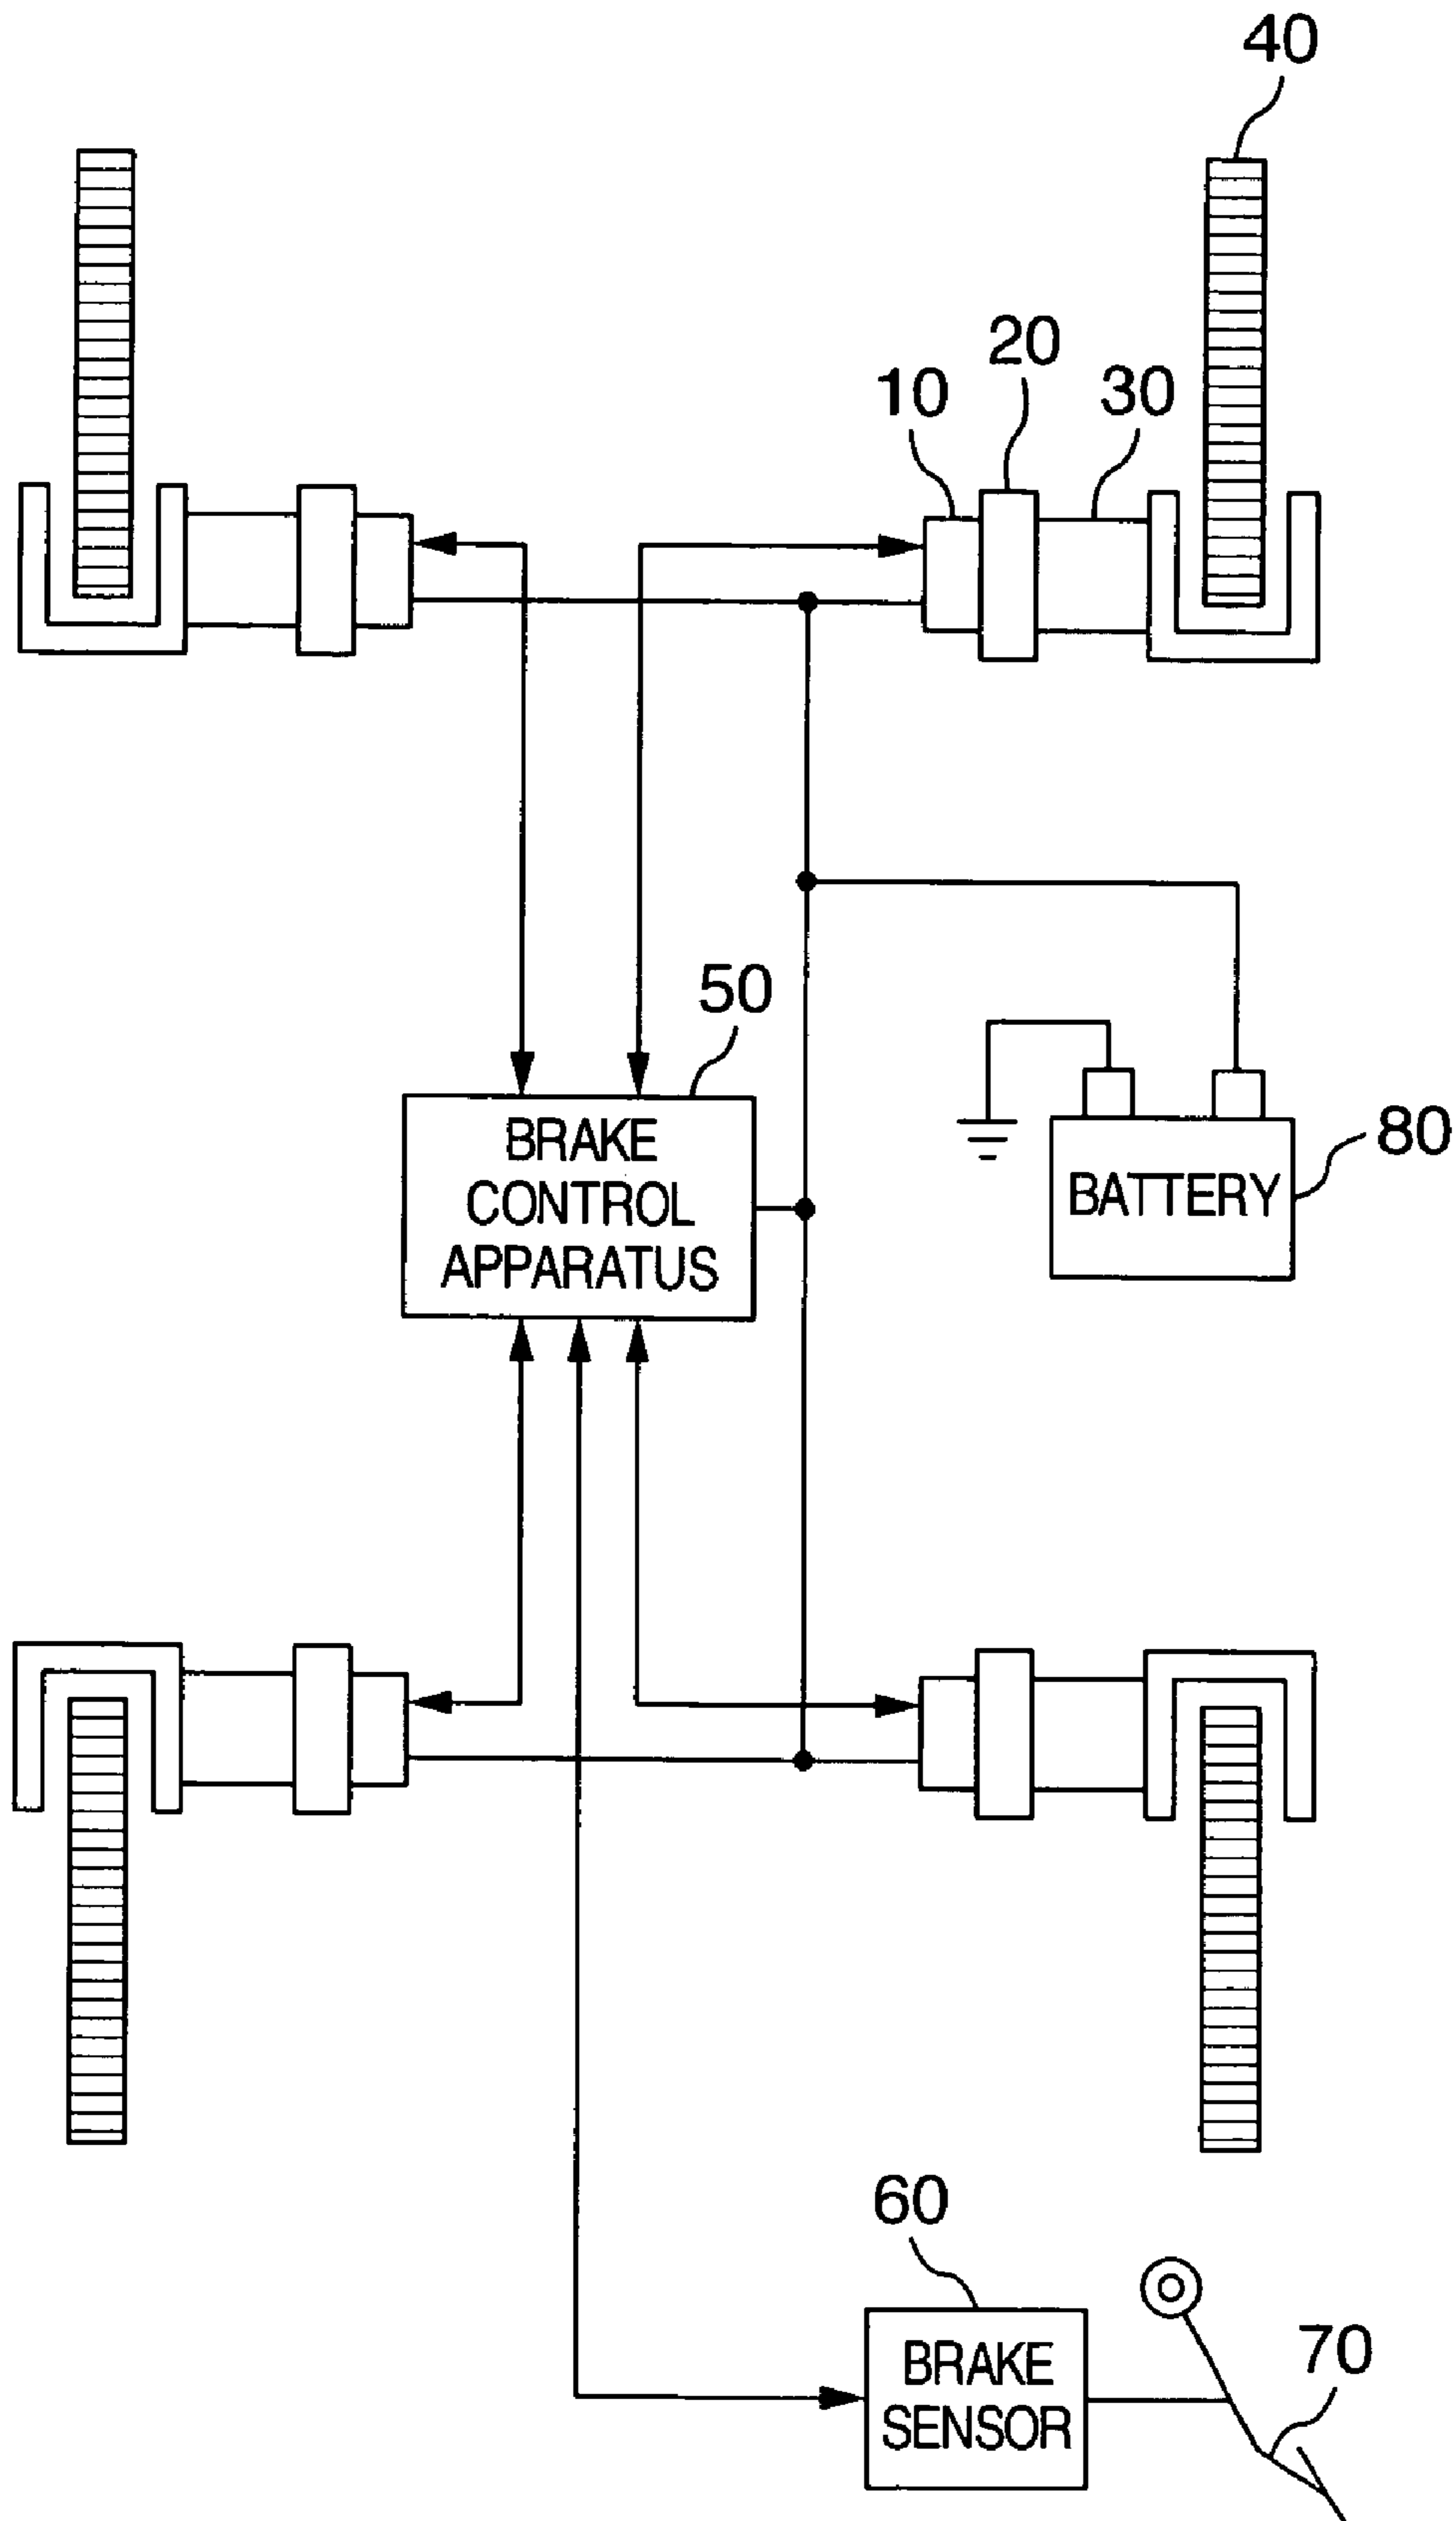 40
20
10
30
50
BRAKE
CONTROL
APPARATUS
80
BATTERY
60
BRAKE
SENSOR
70